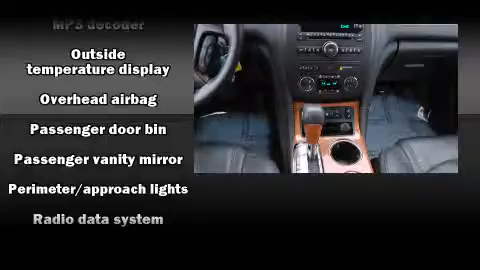 MP3 decoder
Outside
temperature display
Overhead airbag
Passenger door bin
Passenger vanity mirror
Perimeter/approach lights
Radio data system